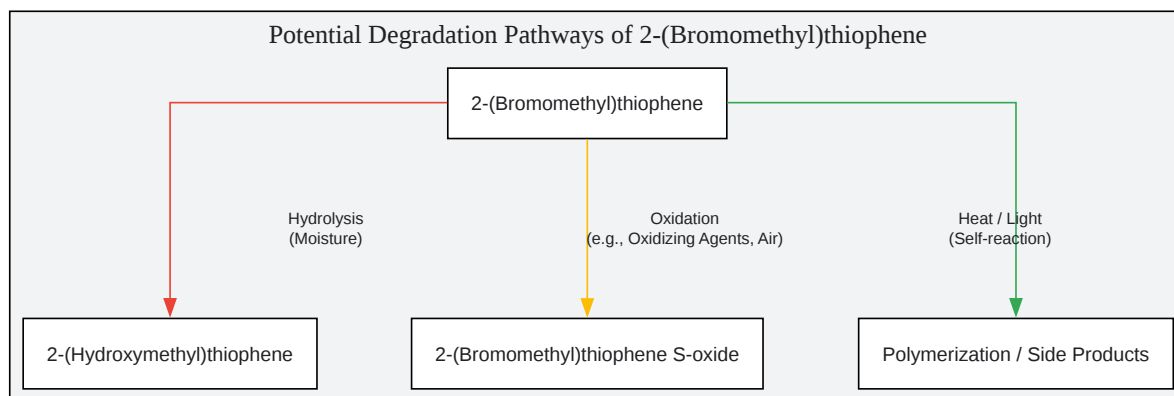 Potential Degradation Pathways of 2-(Bromomethyl)thiophene
2-(Bromomethyl)thiophene
Hydrolysis
(Moisture)
Oxidation
(e.g., Oxidizing Agents, Air)
Heat / Light
(Self-reaction)
2-(Hydroxymethyl)thiophene
2-(Bromomethyl)thiophene S-oxide
Polymerization / Side Products